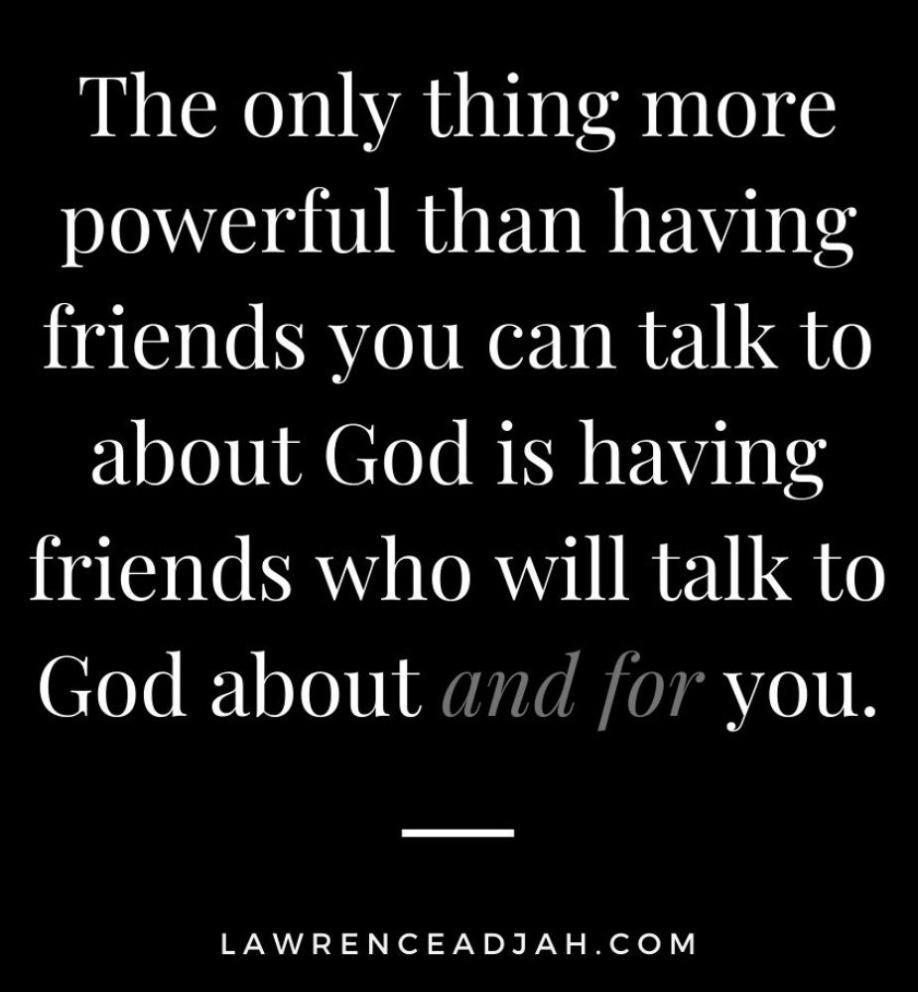 The only thing more
powerful than having
friends you can talk to
about God is having
friends who will talk to
God about and for you.
LAWRENCEADJAH.COM